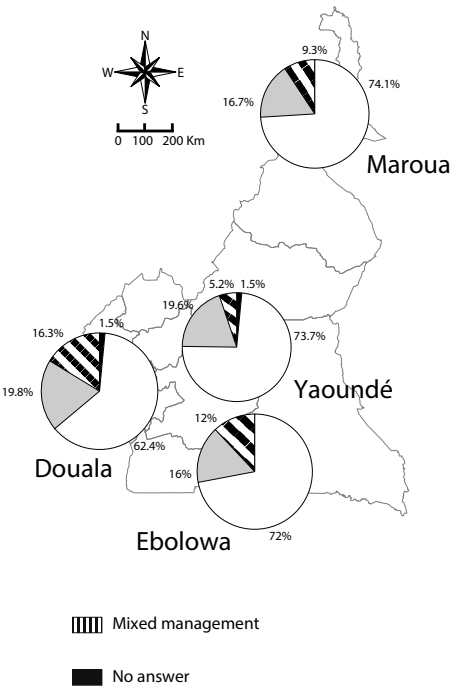 N
W E
S
0 100 200 Km
9.3%
74.1%
16.7%
Maroua
5.2% 1.5%
19.6%
73.7%
Yaoundé
16.3% 1.5%
19.8%
62.4%
Douala
12%
16%
72%
Ebolowa
Mixed management
No answer